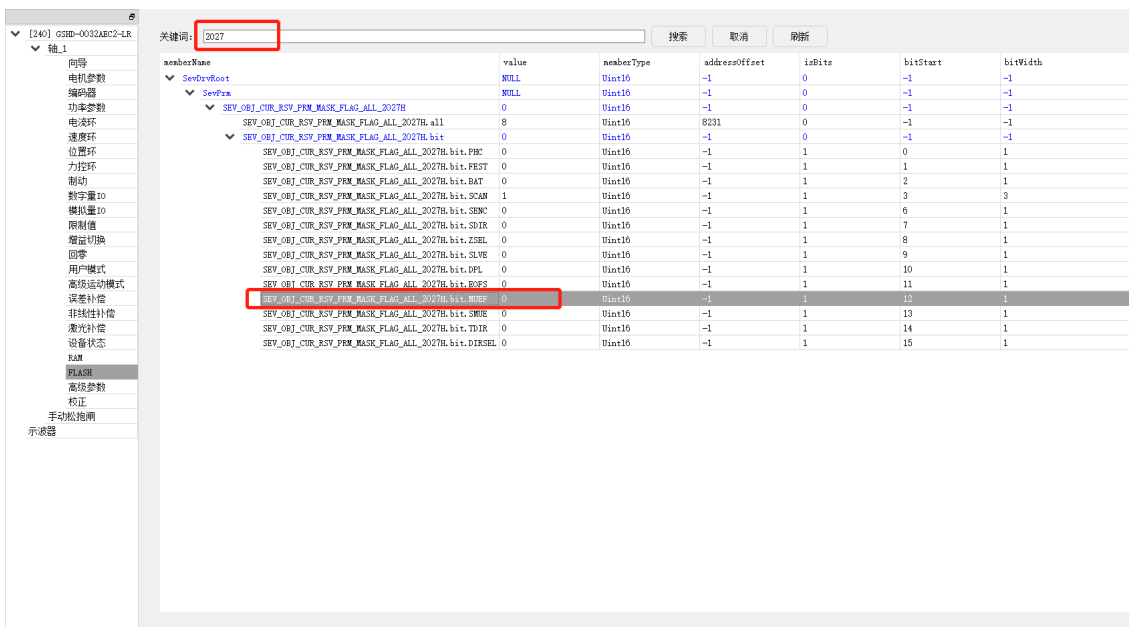 [240] GSHD-0032AEC2-LR
轴_1
向导
电机参数
编码器
功率参数
电流环
速度环
位置环
力控环
制动
数字量IO
模拟量IO
限制值
增益切换
回零
用户模式
高级运动模式
误差补偿
非线性补偿
激光补偿
设备状态
RAM
FLASH
高级参数
校正
手动松抱闸
示波器
关键词: 2027 搜索 取消 刷新
memberName value memberType addressOffset isBits bitStart bitWidth
SevDrvRoot NULL Uint16 -1 0 -1 -1
SevPrm NULL Uint16 -1 0 -1 -1
SEV_OBJ_CUR_RSV_PRM_MASK_FLAG_ALL_2027H 0 Uint16 -1 0 -1 -1
SEV_OBJ_CUR_RSV_PRM_MASK_FLAG_ALL_2027H.all 8 Uint16 8231 0 -1 -1
SEV_OBJ_CUR_RSV_PRM_MASK_FLAG_ALL_2027H.bit 0 Uint16 -1 0 -1 -1
SEV_OBJ_CUR_RSV_PRM_MASK_FLAG_ALL_2027H.bit.PHC 0 Uint16 -1 1 0 1
SEV_OBJ_CUR_RSV_PRM_MASK_FLAG_ALL_2027H.bit.FEST 0 Uint16 -1 1 1 1
SEV_OBJ_CUR_RSV_PRM_MASK_FLAG_ALL_2027H.bit.BAT 0 Uint16 -1 1 2 1
SEV_OBJ_CUR_RSV_PRM_MASK_FLAG_ALL_2027H.bit.SCAN 1 Uint16 -1 1 3 3
SEV_OBJ_CUR_RSV_PRM_MASK_FLAG_ALL_2027H.bit.SENC 0 Uint16 -1 1 6 1
SEV_OBJ_CUR_RSV_PRM_MASK_FLAG_ALL_2027H.bit.SDIR 0 Uint16 -1 1 7 1
SEV_OBJ_CUR_RSV_PRM_MASK_FLAG_ALL_2027H.bit.ZSEL 0 Uint16 -1 1 8 1
SEV_OBJ_CUR_RSV_PRM_MASK_FLAG_ALL_2027H.bit.SLVE 0 Uint16 -1 1 9 1
SEV_OBJ_CUR_RSV_PRM_MASK_FLAG_ALL_2027H.bit.DPL 0 Uint16 -1 1 10 1
SEV_OBJ_CUR_RSV_PRM_MASK_FLAG_ALL_2027H.bit.EOPS 0 Uint16 -1 1 11 1
SEV_OBJ_CUR_RSV_PRM_MASK_FLAG_ALL_2027H.bit.MUEF 0 Uint16 -1 1 12 1
SEV_OBJ_CUR_RSV_PRM_MASK_FLAG_ALL_2027H.bit.SMUE 0 Uint16 -1 1 13 1
SEV_OBJ_CUR_RSV_PRM_MASK_FLAG_ALL_2027H.bit.TDIR 0 Uint16 -1 1 14 1
SEV_OBJ_CUR_RSV_PRM_MASK_FLAG_ALL_2027H.bit.DIRSEL 0 Uint16 -1 1 15 1